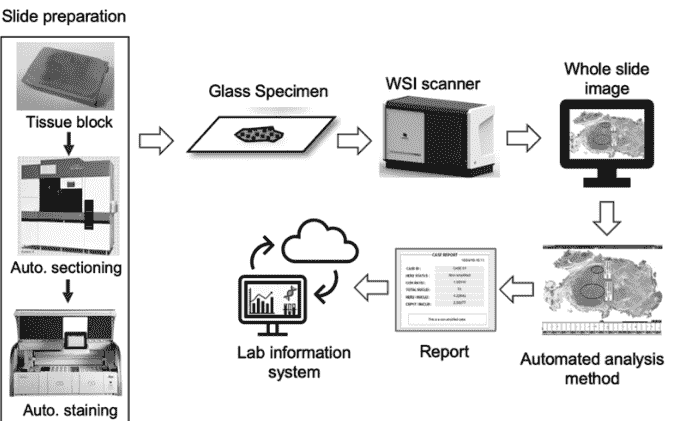 Slide preparation
Tissue block
Auto. sectioning
Auto. staining
Glass Specimen
WSI scanner
Whole slide
image
Automated analysis
method
CASE REPORT
Report
Lab information
system